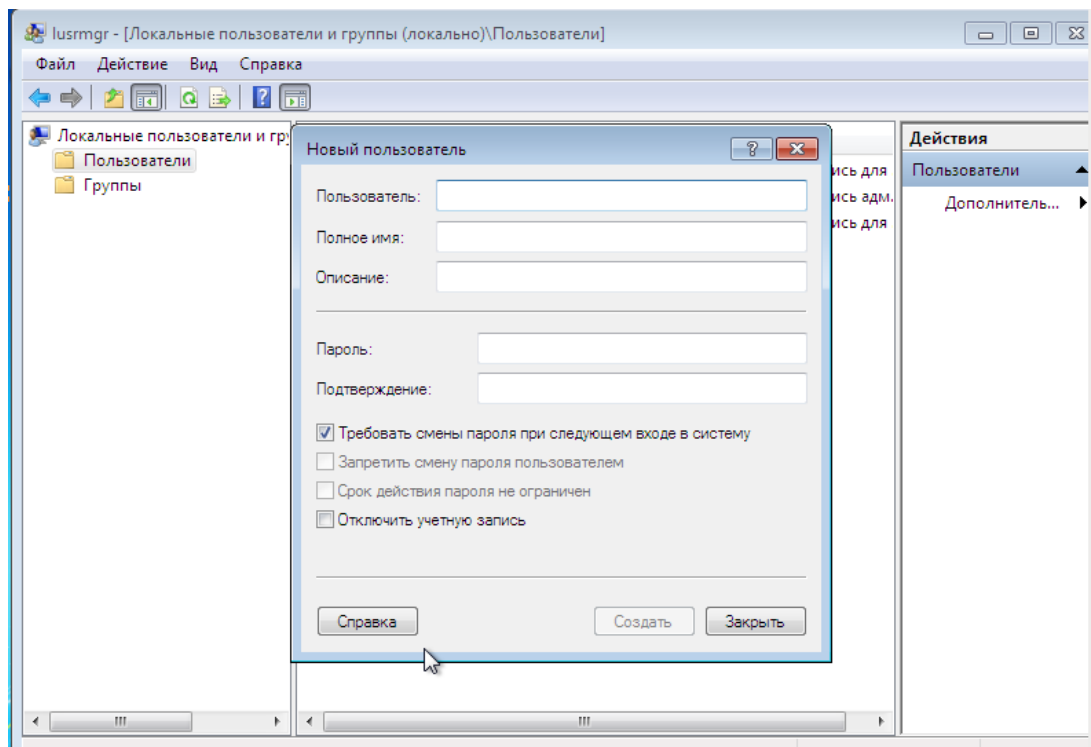 lusrmgr - [Локальные пользователи и группы (локально)\Пользователи]
Файл Действие Вид Справка
Локальные пользователи и гру
Пользователи
Группы
Новый пользователь
Пользователь:
Полное имя:
Описание:
Пароль:
Подтверждение:
Требовать смены пароля при следующем входе в систему
Запретить смену пароля пользователем
Срок действия пароля не ограничен
Отключить учетную запись
Справка Создать Закрыть
ись для
ись адм.
ись для
Действия
Пользователи
Дополнитель...